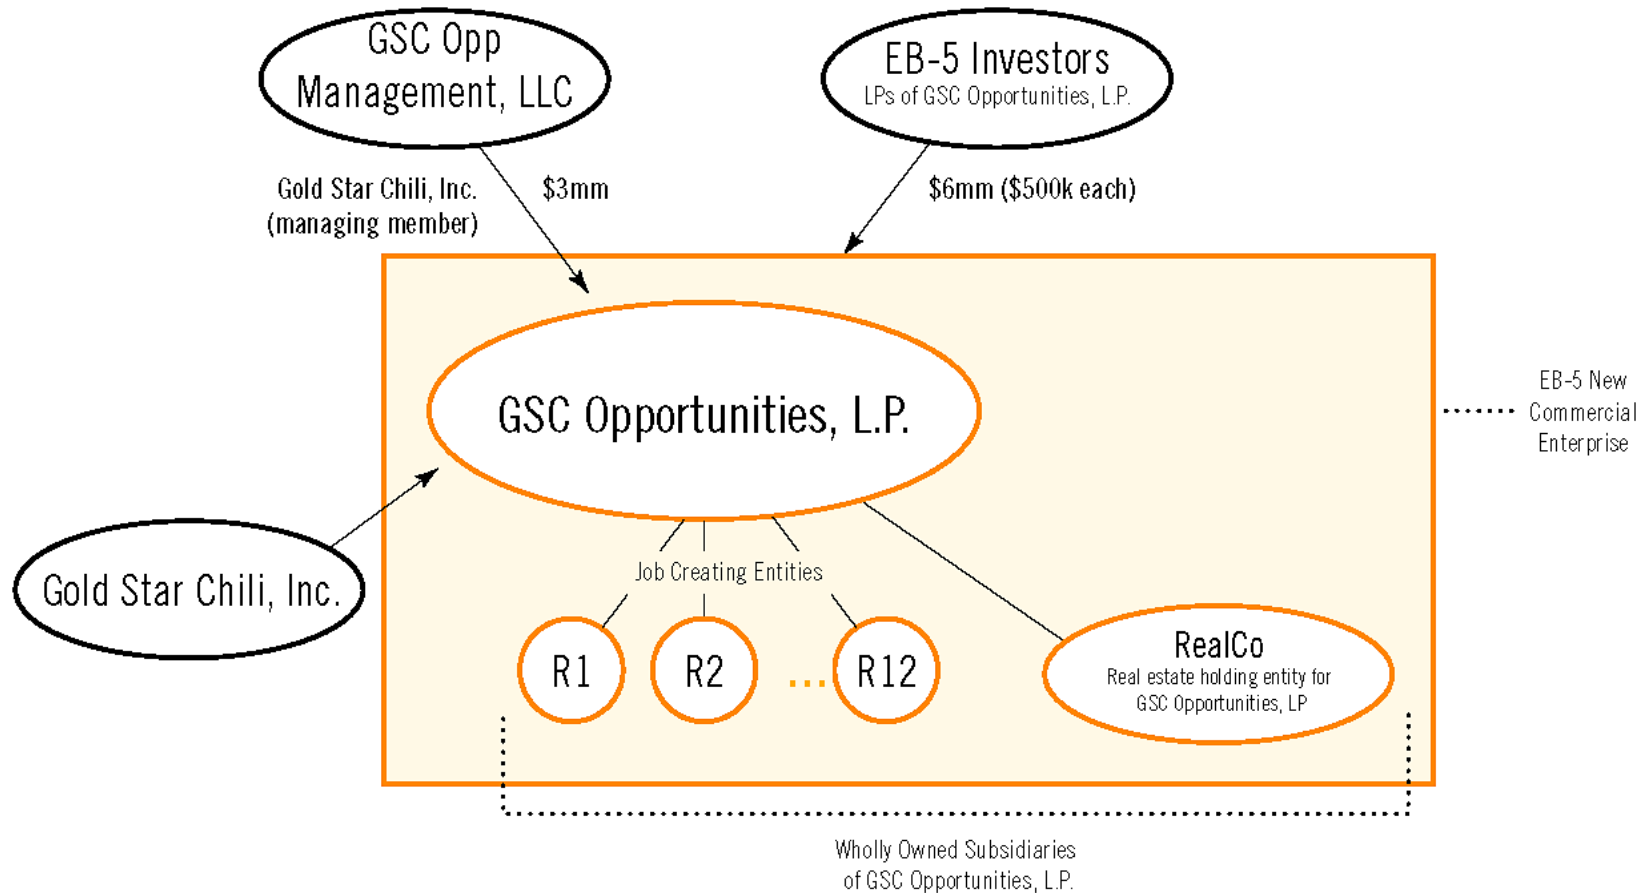 GSC Opp
Management, LLC
EB-5 Investors
LPs of GSC Opportunities, L.P.
Gold Star Chili, Inc.
(managing member)
$3mm
$6mm ($500k each)
GSC Opportunities, L.P.
EB-5 New
Commercial
Enterprise
Gold Star Chili, Inc.
Job Creating Entities
R1
R2
...
R12
RealCo
Real estate holding entity for
GSC Opportunities, LP
Wholly Owned Subsidiaries
of GSC Opportunities, L.P.